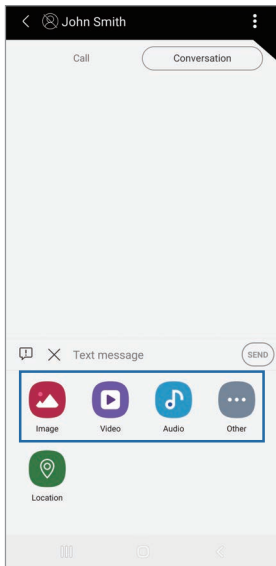 John Smith
Call Conversation
Text message SEND
Image Video Audio Other
Location